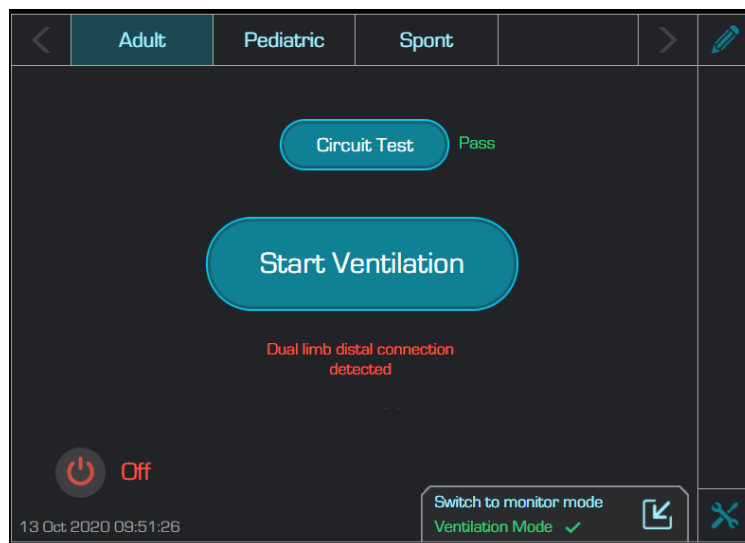 Adult
Pediatric
Spont
Circuit Test
Pass
Start Ventilation
Dual limb distal connection
detected
Off
Switch to monitor mode
Ventilation Mode
13 Oct 2020 09:51:26